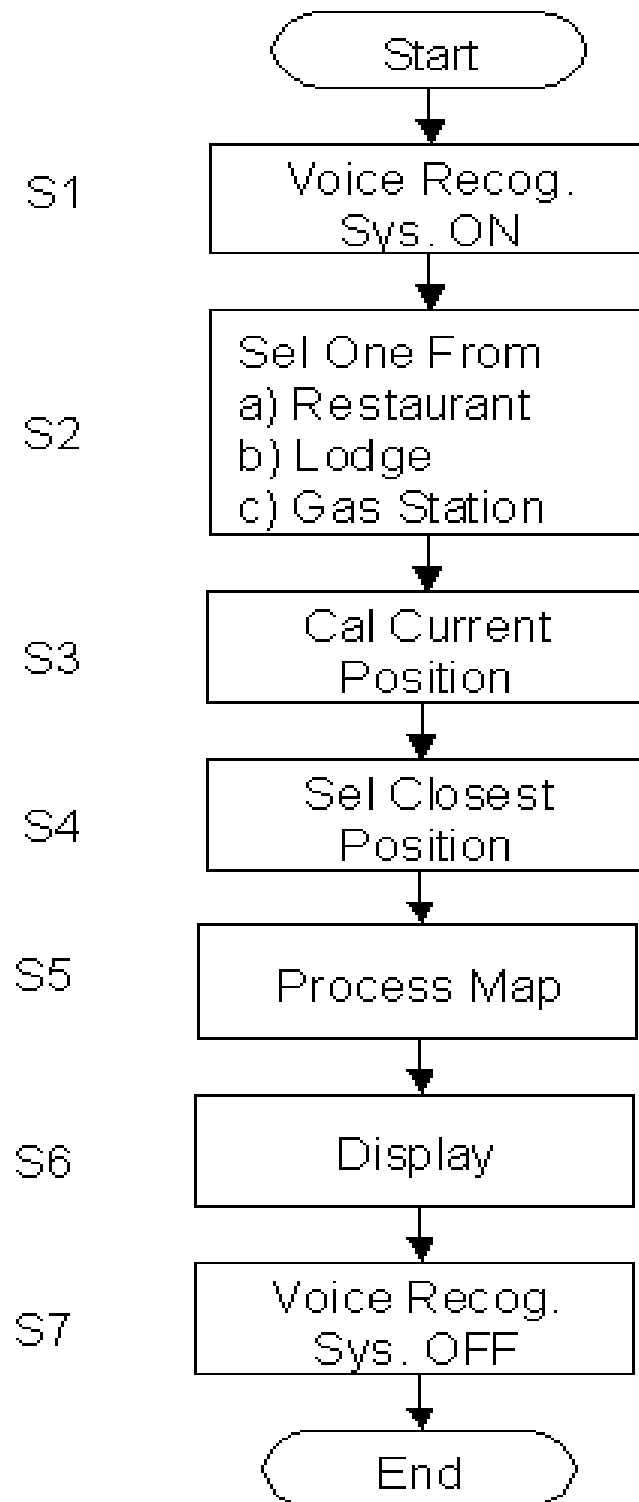 Start
S1
Voice Recog.
Sys. ON
S2
Sel One From
a) Restaurant
b) Lodge
c) Gas Station
S3
Cal Current
Position
S4
Sel Closest
Position
S5
Process Map
S6
Display
S7
Voice Recog.
Sys. OFF
End